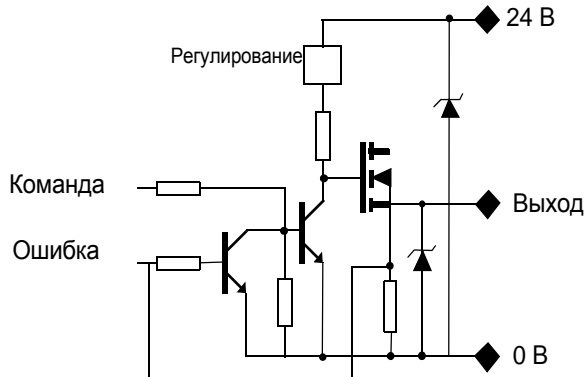 24 В
Регулирование
Команда
Выход
Ошибка
0 В